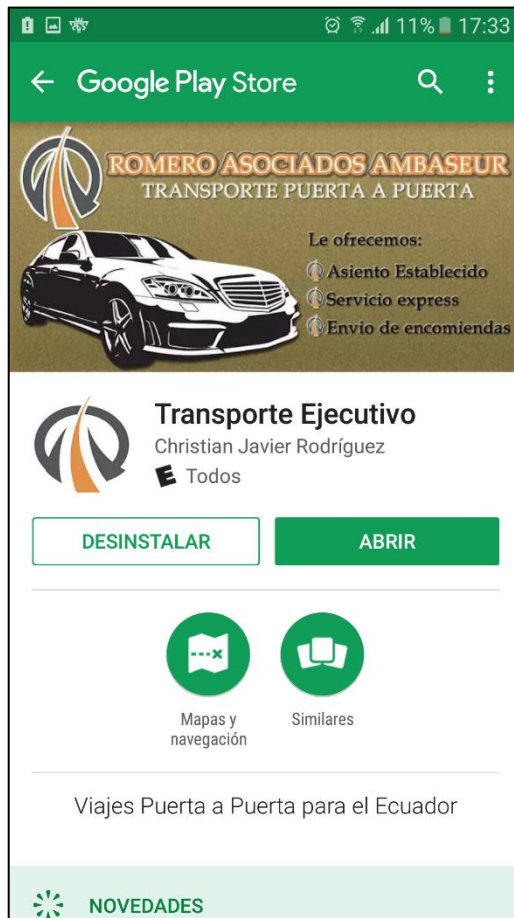 11% 17:33
Google Play Store
ROMERO ASOCIADOS AMBASEUR
TRANSPORTE PUERTA A PUERTA
Le ofrecemos:
Asiento Establecido
Servicio express
Envio de encomiendas
Transporte Ejecutivo
Christian Javier Rodríguez
E Todos
DESINSTALAR ABRIR
Mapas y
navegación
Similares
Viajes Puerta a Puerta para el Ecuador
NOVEDADES